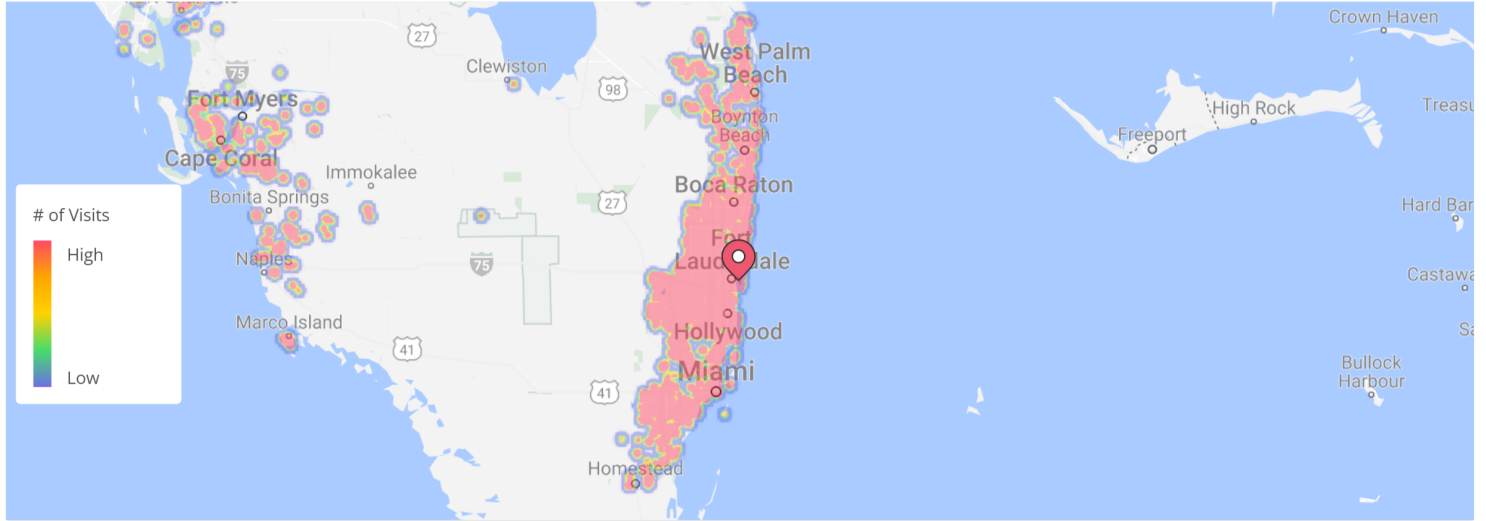 27
Clewiston
98
75
Fort Myers
Cape Coral
Immokalee
Bonita Springs
27
75
Naples
Marco Island
41
41
West Palm
Beach
Boynton
Beach
Boca Raton
Fort
Hollywood
Miami
Homestead
Crown Haven
High Rock
Freeport
Treasu
Hard Bar
Castawa
Bullock
Harbour
# of Visits
High
Low